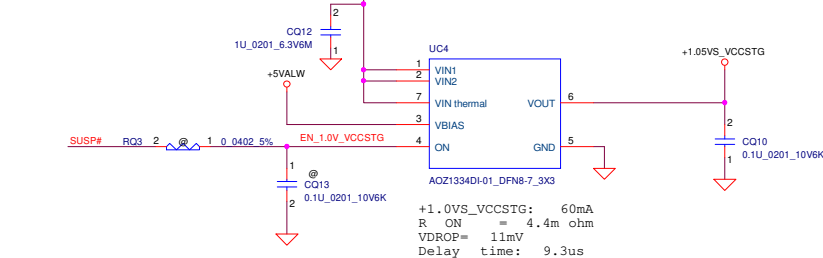 2
CQ12
1U_0201_6.3V6M
1
UC4
+1.05VS_VCCSTG
+5VALW
1 VIN1
2 VIN2
7 VIN thermal VOUT 6
3 VBIAS
SUSP# RQ3 2 @ 1 0_0402_5% EN_1.0V_VCCSTG 4 ON GND 5
2
CQ10
0.1U_0201_10V6K
1
1 @
CQ13
0.1U_0201_10V6K
2
AOZ1334DI-01_DFN8-7_3X3
+1.0VS_VCCSTG: 60mA
R ON = 4.4m ohm
VDROP= 11mV
Delay time: 9.3us